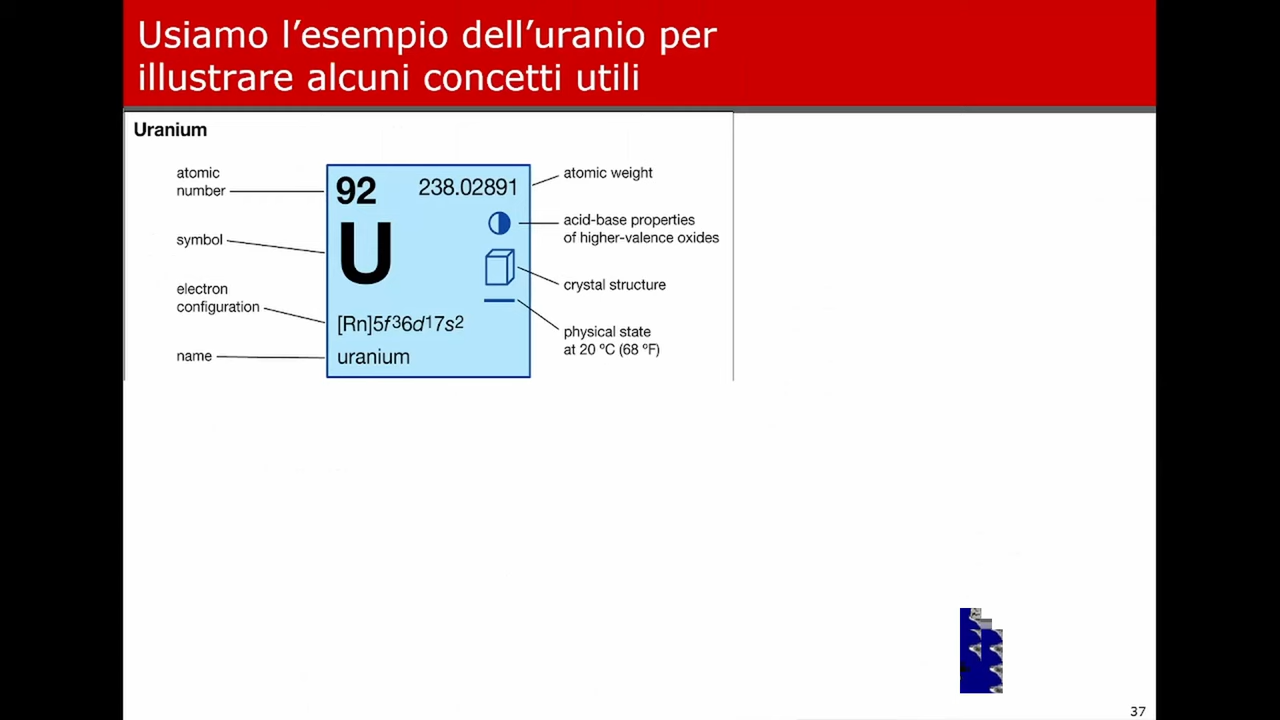 Usiamo l’esempio dell’uranio per
illustrare alcuni concetti utili
Uranium
atomic
number
symbol
electron
configuration
name
92
238.02891
U
[Rn]5f36d17s2
uranium
atomic weight
acid-base properties
of higher-valence oxides
crystal structure
physical state
at 20 ºC (68 ºF)
37